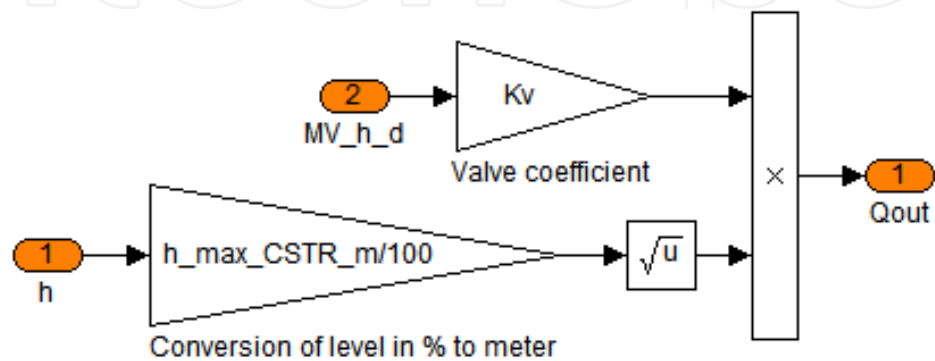 2
MV_h_d
Kv
Valve coefficient
×
1
Qout
1
h
h_max_CSTR_m/100
√u
Conversion of level in % to meter